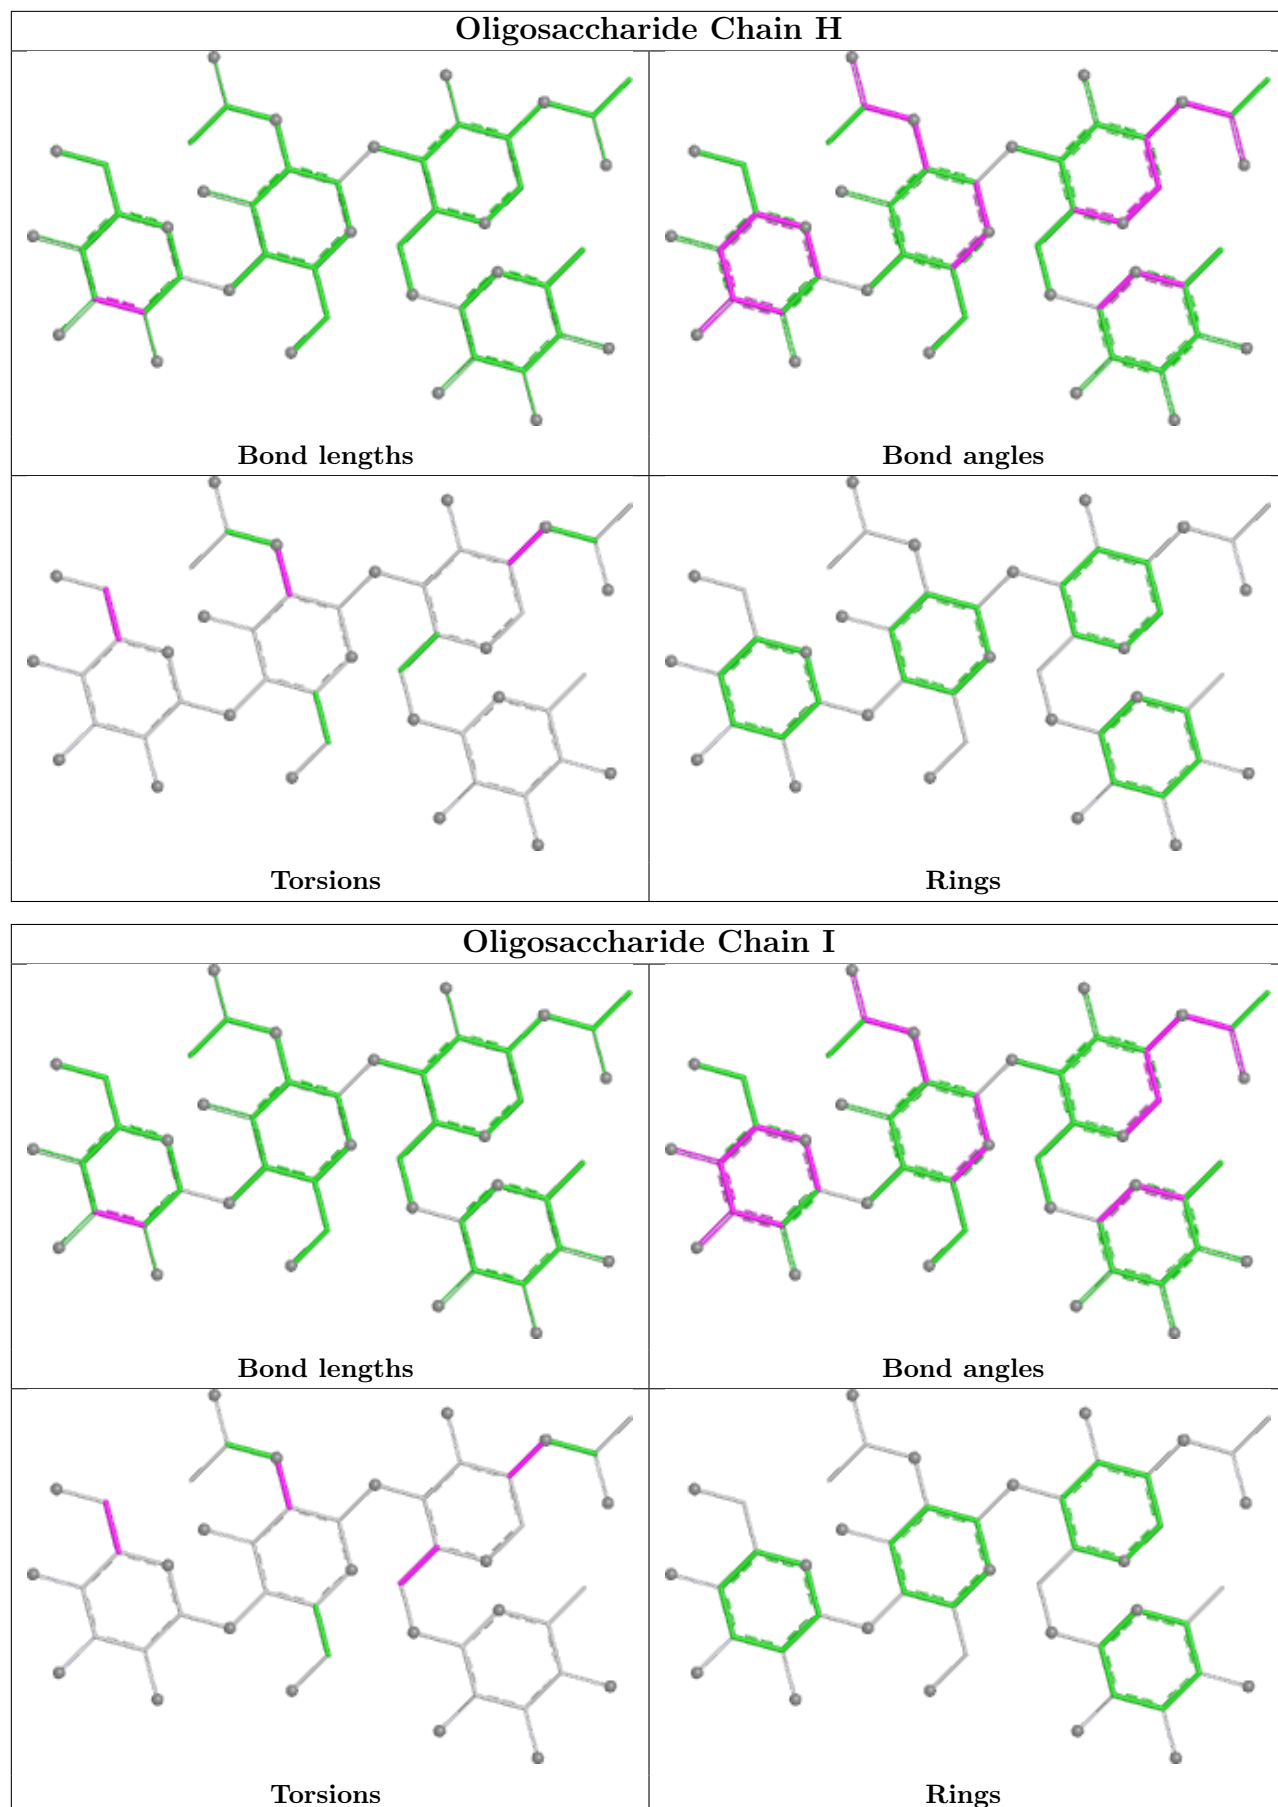 Oligosaccharide Chain H
Bond lengths
Bond angles
Torsions
Rings
Oligosaccharide Chain I
Bond lengths
Bond angles
Torsions
Rings